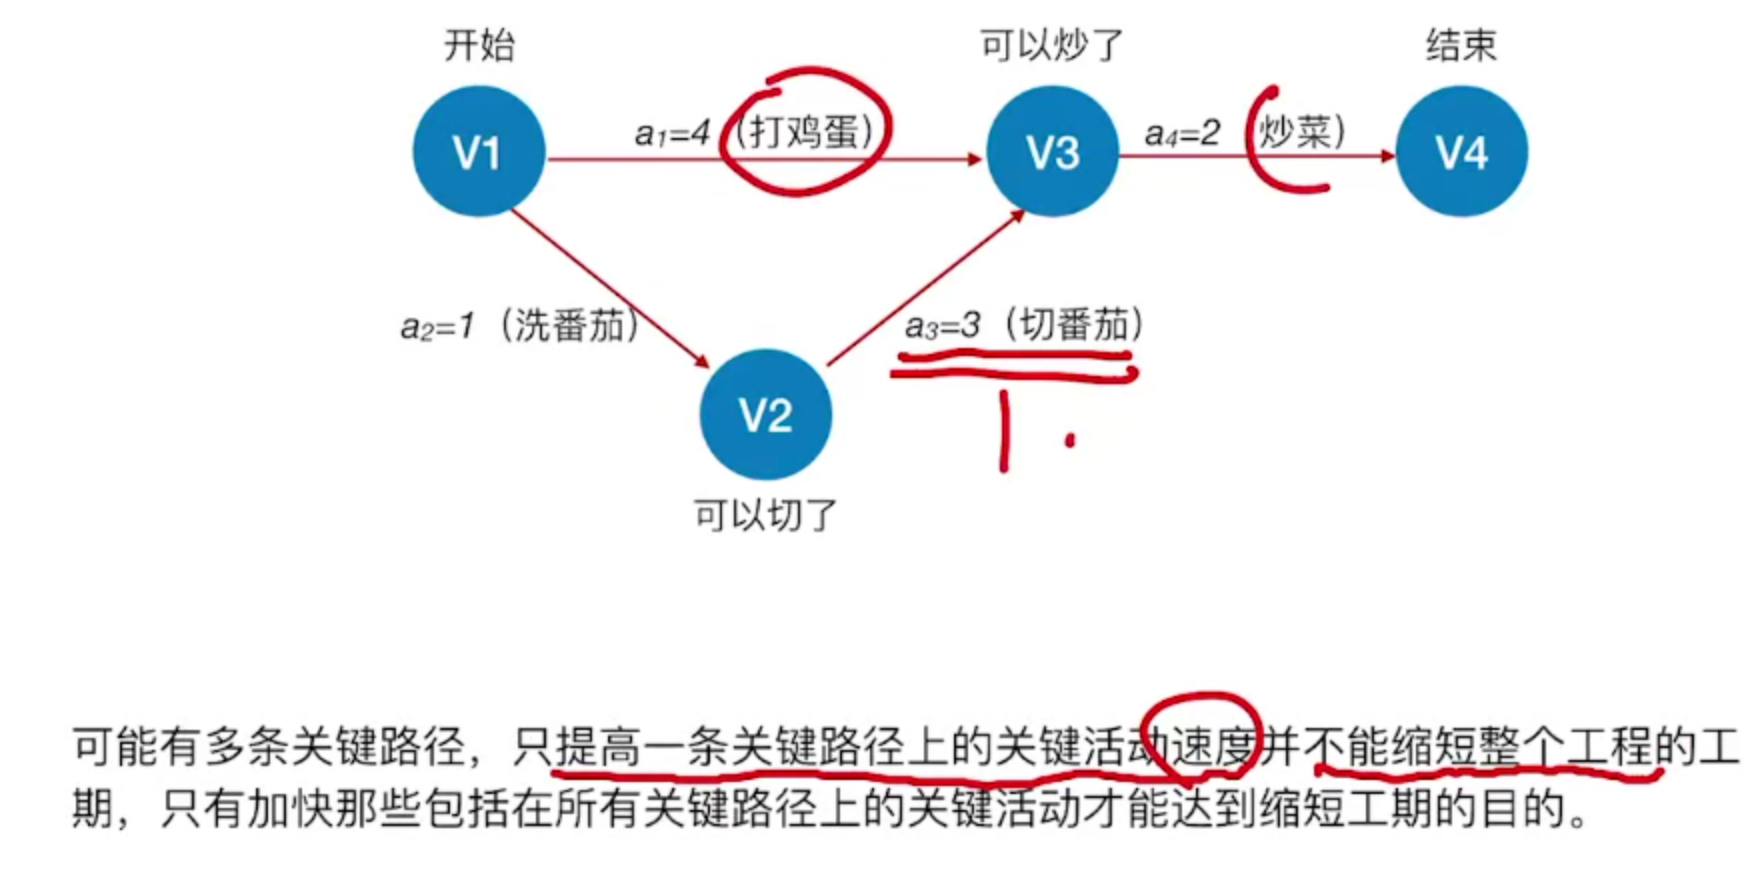 开始
可以炒了
结束
V1
a₁=4（打鸡蛋）
V3
a₄=2（炒菜）
V4
a₂=1（洗番茄）
a₃=3（切番茄）
V2
1
可以切了
可能有多条关键路径，只提高一条关键路径上的关键活动速度并不能缩短整个工程的工
期，只有加快那些包括在所有关键路径上的关键活动才能达到缩短工期的目的。